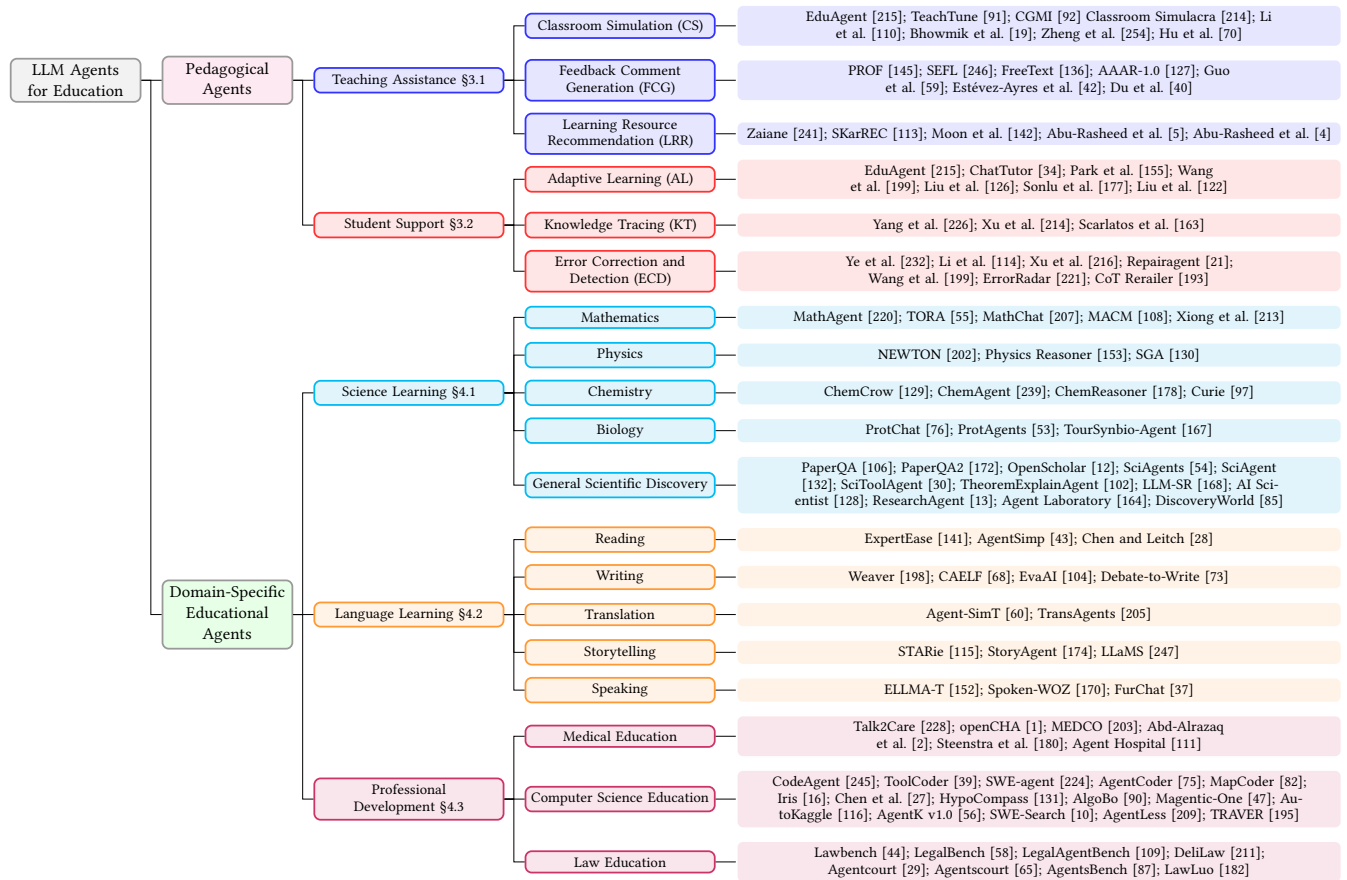 LLM Agents
for Education
Pedagogical
Agents
Teaching Assistance §3.1
Classroom Simulation (CS)
EduAgent [215]; TeachTune [91]; CGMI [92] Classroom Simulacra [214]; Li
et al. [110]; Bhowmik et al. [19]; Zheng et al. [254]; Hu et al. [70]
Feedback Comment
Generation (FCG)
PROF [145]; SEFL [246]; FreeText [136]; AAAR-1.0 [127]; Guo
et al. [59]; Estévez-Ayres et al. [42]; Du et al. [40]
Learning Resource
Recommendation (LRR)
Zaiane [241]; SKarREC [113]; Moon et al. [142]; Abu-Rasheed et al. [5]; Abu-Rasheed et al. [4]
Student Support §3.2
Adaptive Learning (AL)
EduAgent [215]; ChatTutor [34]; Park et al. [155]; Wang
et al. [199]; Liu et al. [126]; Sonlu et al. [177]; Liu et al. [122]
Knowledge Tracing (KT)
Yang et al. [226]; Xu et al. [214]; Scarlatos et al. [163]
Error Correction and
Detection (ECD)
Ye et al. [232]; Li et al. [114]; Xu et al. [216]; Repairagent [21];
Wang et al. [199]; ErrorRadar [221]; CoT Rerailer [193]
Domain-Specific
Educational
Agents
Science Learning §4.1
Mathematics
MathAgent [220]; TORA [55]; MathChat [207]; MACM [108]; Xiong et al. [213]
Physics
NEWTON [202]; Physics Reasoner [153]; SGA [130]
Chemistry
ChemCrow [129]; ChemAgent [239]; ChemReasoner [178]; Curie [97]
Biology
ProtChat [76]; ProtAgents [53]; TourSynbio-Agent [167]
General Scientific Discovery
PaperQA [106]; PaperQA2 [172]; OpenScholar [12]; SciAgents [54]; SciAgent
[132]; SciToolAgent [30]; TheoremExplainAgent [102]; LLM-SR [168]; AI Sci-
entist [128]; ResearchAgent [13]; Agent Laboratory [164]; DiscoveryWorld [85]
Language Learning §4.2
Reading
ExpertEase [141]; AgentSimp [43]; Chen and Leitch [28]
Writing
Weaver [198]; CAELF [68]; EvaAI [104]; Debate-to-Write [73]
Translation
Agent-SimT [60]; TransAgents [205]
Storytelling
STARie [115]; StoryAgent [174]; LLaMS [247]
Speaking
ELLMA-T [152]; Spoken-WOZ [170]; FurChat [37]
Professional
Development §4.3
Medical Education
Talk2Care [228]; openCHA [1]; MEDCO [203]; Abd-Alrazaq
et al. [2]; Steenstra et al. [180]; Agent Hospital [111]
Computer Science Education
CodeAgent [245]; ToolCoder [39]; SWE-agent [224]; AgentCoder [75]; MapCoder [82];
Iris [16]; Chen et al. [27]; HypoCompass [131]; AlgoBo [90]; Magentic-One [47]; Au-
toKaggle [116]; AgentK v1.0 [56]; SWE-Search [10]; AgentLess [209]; TRAVER [195]
Law Education
Lawbench [44]; LegalBench [58]; LegalAgentBench [109]; DeliLaw [211];
Agentcourt [29]; Agentscourt [65]; AgentsBench [87]; LawLuo [182]